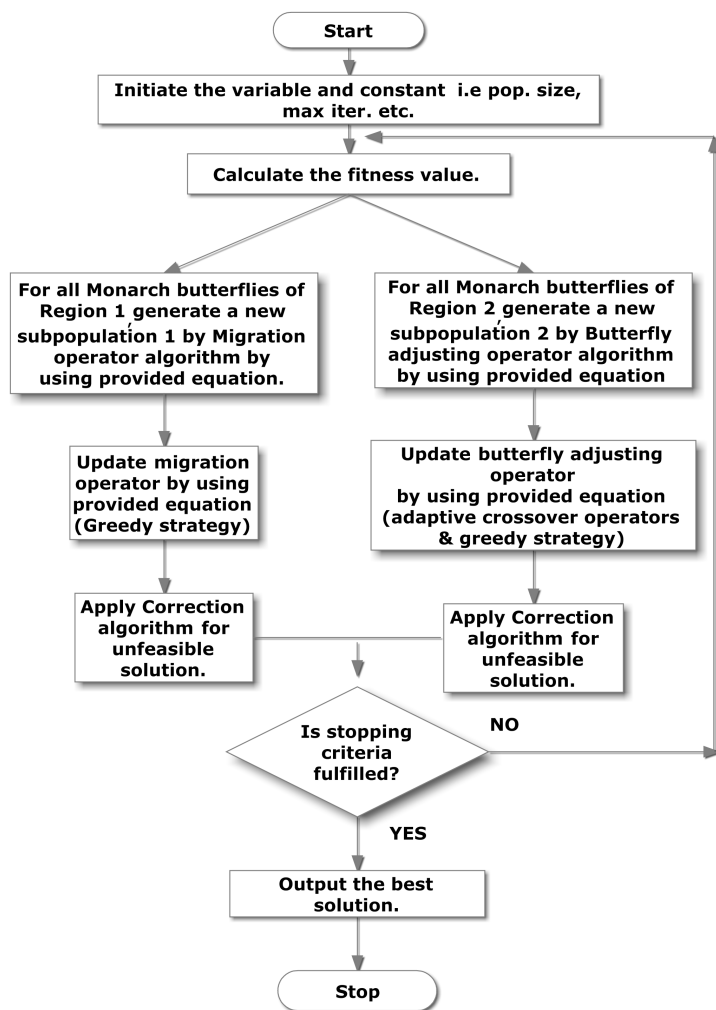 Start
Initiate the variable and constant i.e pop. size,
max iter. etc.
Calculate the fitness value.
For all Monarch butterflies of
Region 1, generate a new
subpopulation 1 by Migration
operator algorithm by
using provided equation.
For all Monarch butterflies of
Region 2, generate a new
subpopulation 2 by Butterfly
adjusting operator algorithm
by using provided equation
Update migration
operator by using
provided equation
(Greedy strategy)
Update butterfly adjusting
operator
by using provided equation
(adaptive crossover operators
& greedy strategy)
Apply Correction
algorithm for
unfeasible
solution.
Apply Correction
algorithm for
unfeasible
solution.
Is stopping
criteria
fulfilled?
NO
YES
Output the best
solution.
Stop